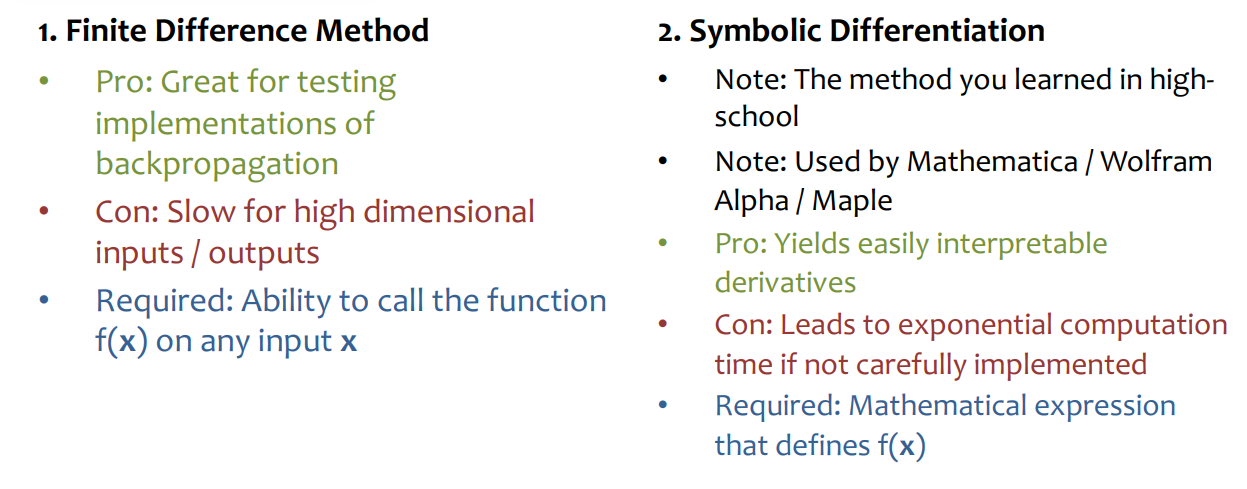 1. Finite Difference Method
• Pro: Great for testing
implementations of
backpropagation
• Con: Slow for high dimensional
inputs / outputs
• Required: Ability to call the function
f(x) on any input x
2. Symbolic Differentiation
• Note: The method you learned in high-
school
• Note: Used by Mathematica / Wolfram
Alpha / Maple
• Pro: Yields easily interpretable
derivatives
• Con: Leads to exponential computation
time if not carefully implemented
• Required: Mathematical expression
that defines f(x)